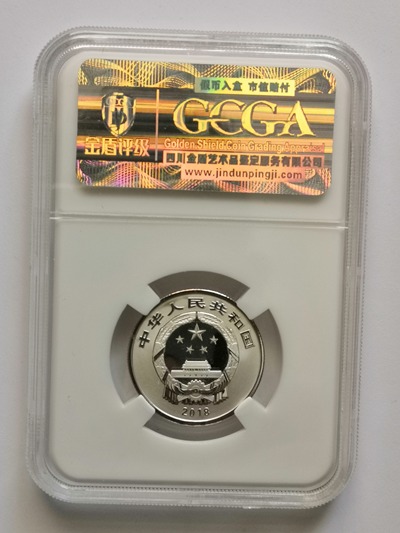 假币入盒 市值赔付
GCGA
金盾评级
Golden Shield Coin Grading Appraisal
四川金盾艺术品鉴定服务有限公司
www.jindunpingji.com
中华人民共和国
2018